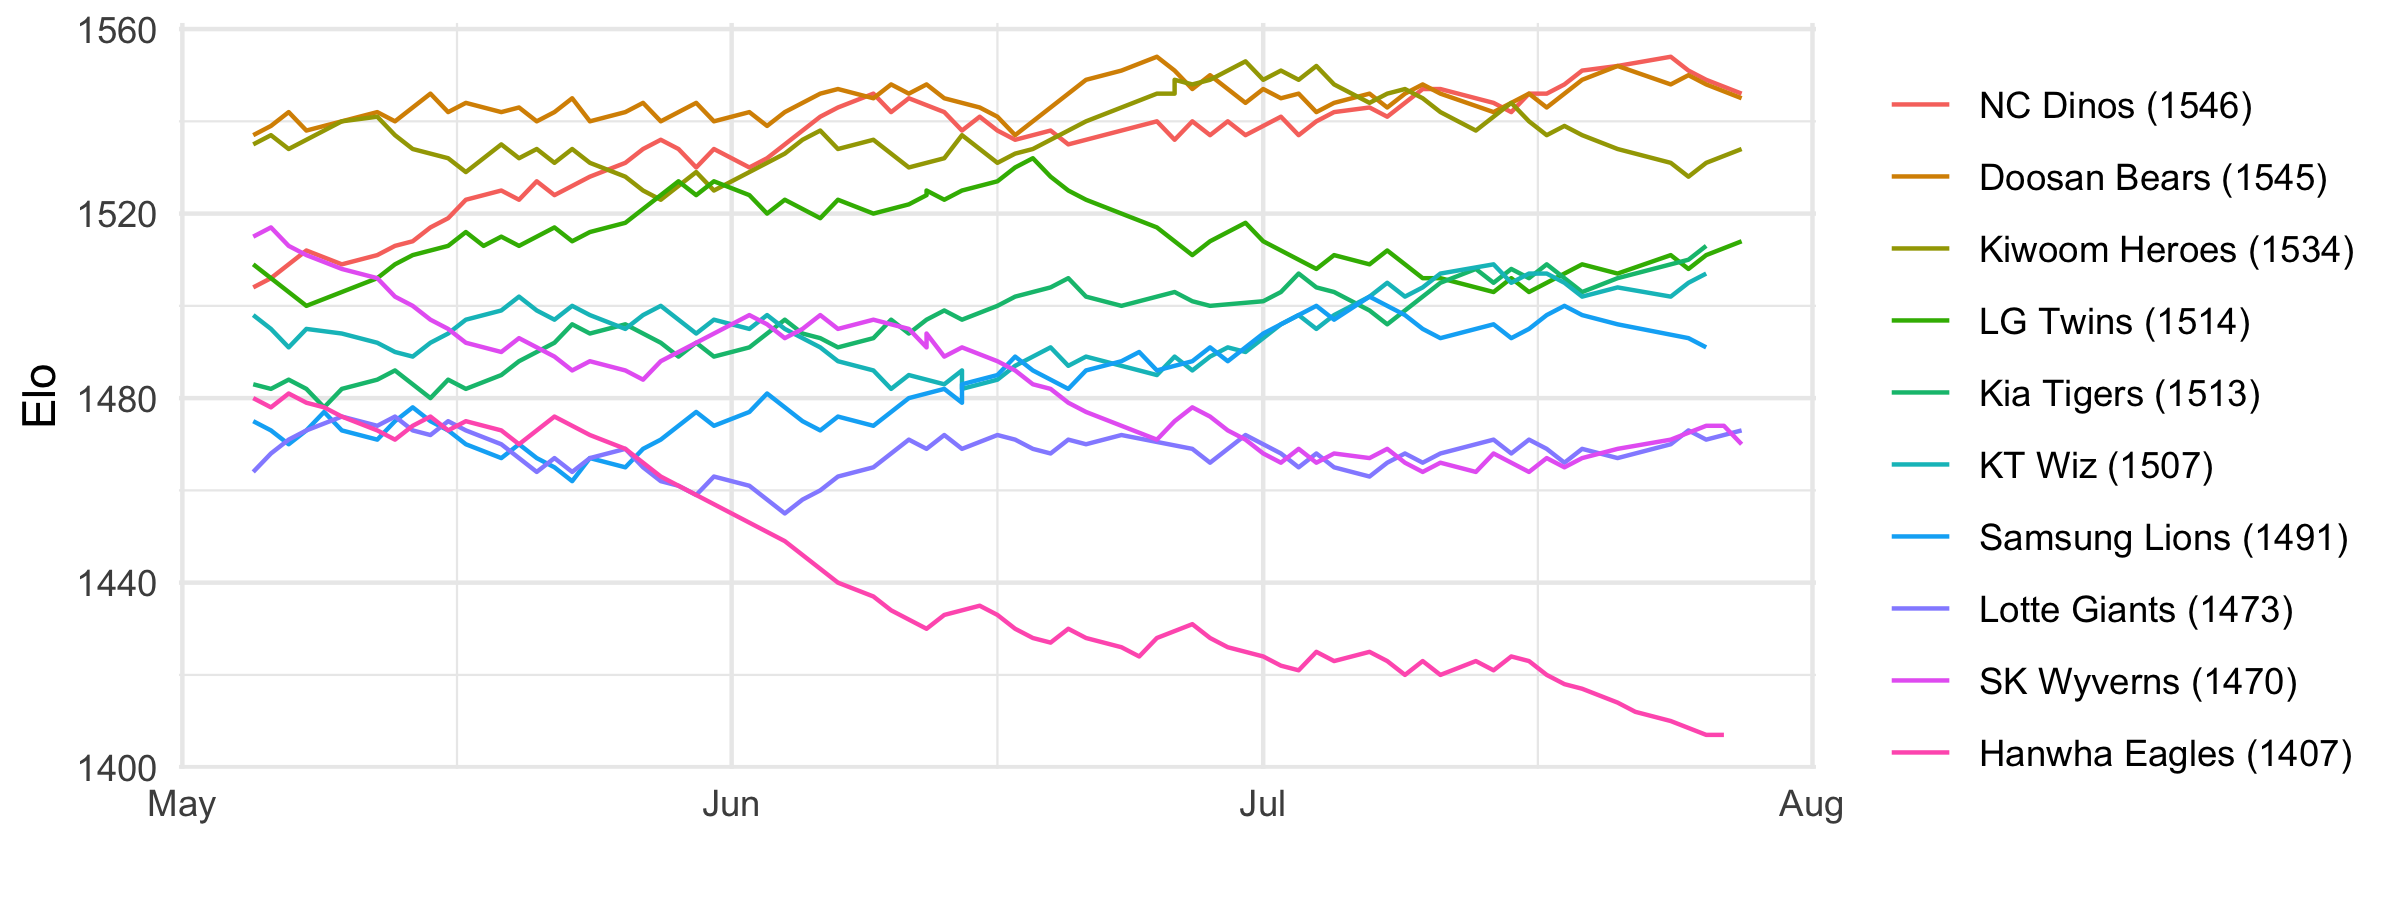 1560
1520
1480
1440
1400
Elo
May Jun Jul Aug
NC Dinos (1546)
Doosan Bears (1545)
Kiwoom Heroes (1534)
LG Twins (1514)
Kia Tigers (1513)
KT Wiz (1507)
Samsung Lions (1491)
Lotte Giants (1473)
SK Wyverns (1470)
Hanwha Eagles (1407)